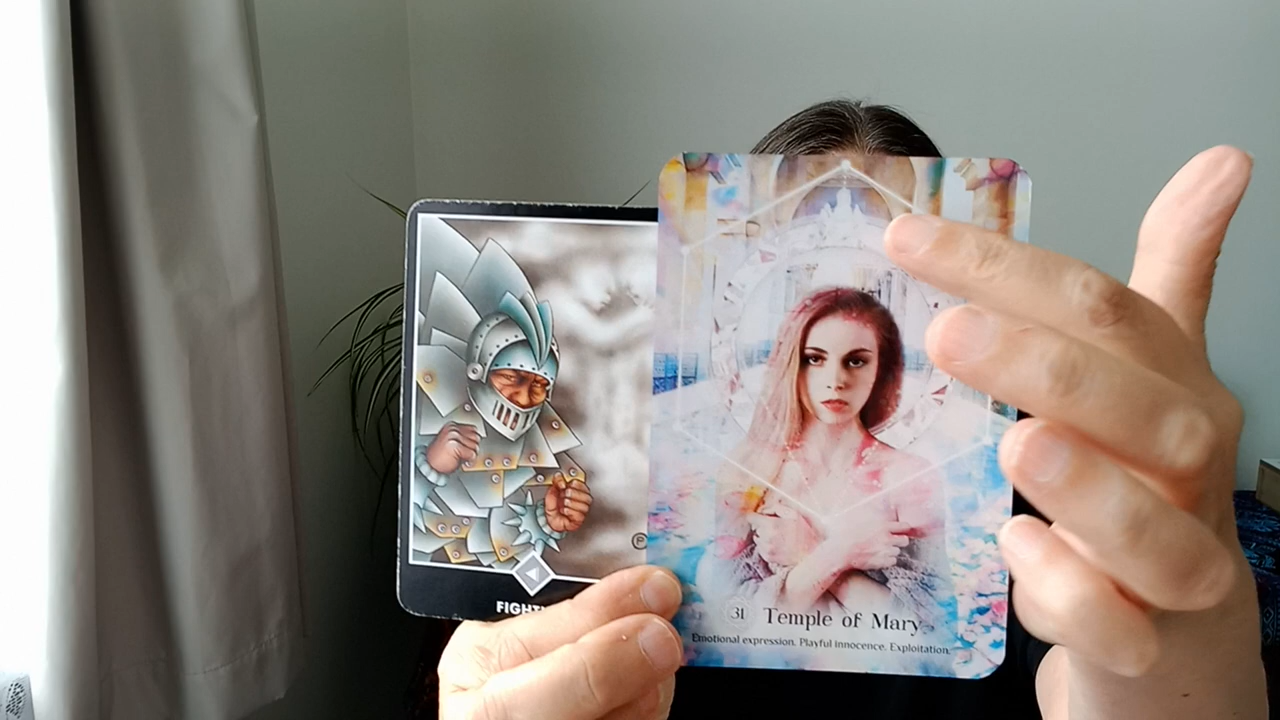 31 Temple of Mary
Emotional expression. Playful innocence. Exploitation.